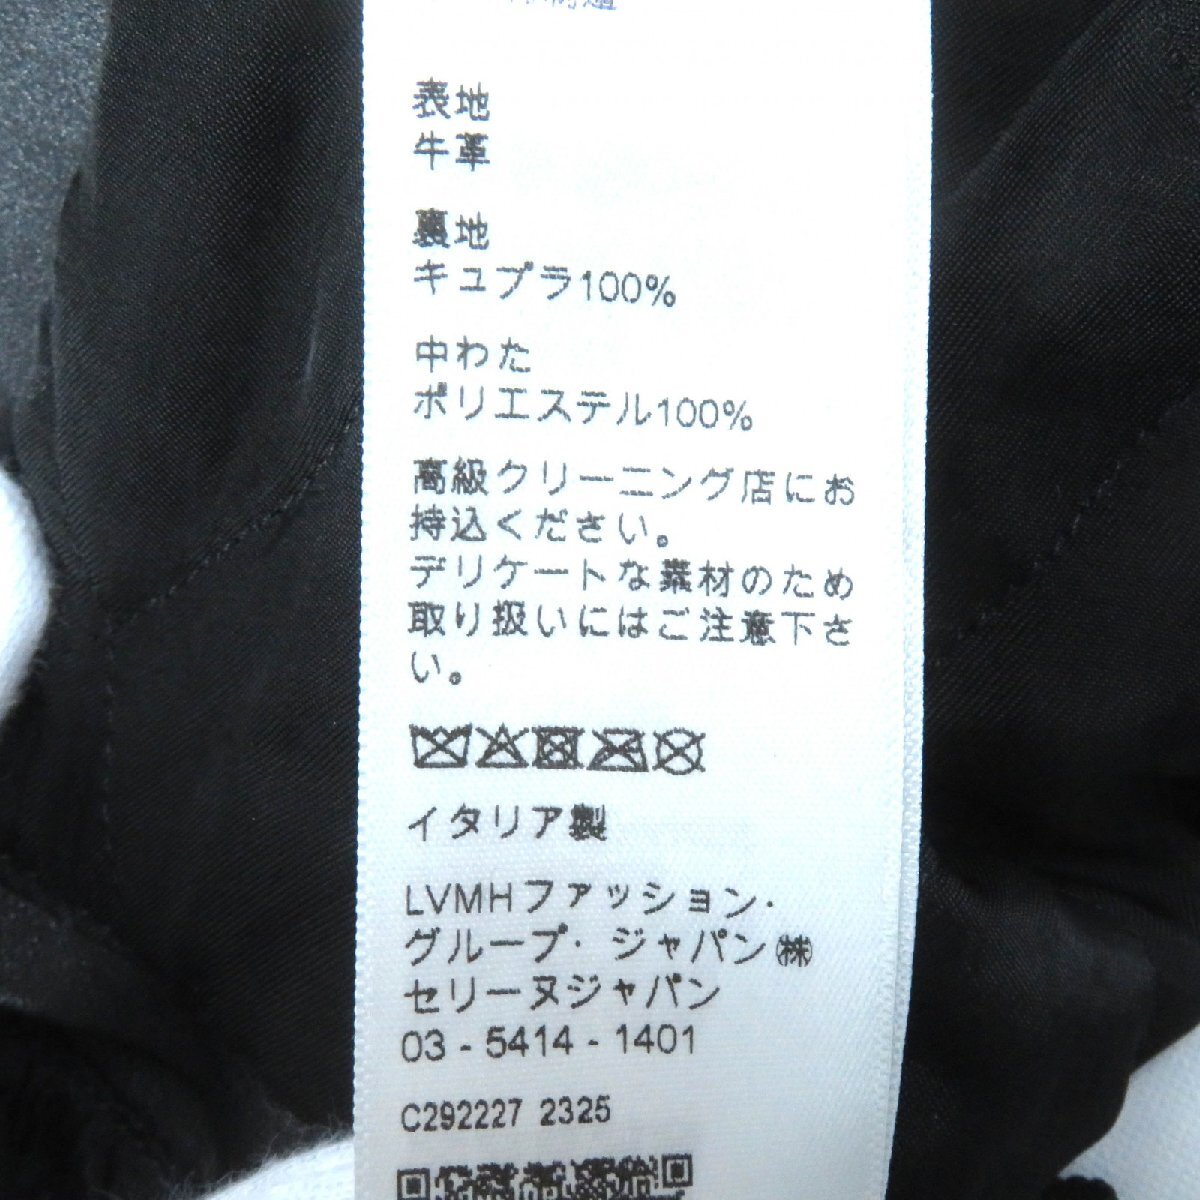 表地
牛革
裏地
キュプラ100%
中わた
ポリエステル100%
高級クリーニング店にお
持込ください。
デリケートな素材のため
取り扱いにはご注意下さ
い。
イタリア製
LVMHファッション・
グループ・ジャパン㈱
セリーヌジャパン
03 - 5414 - 1401
C292227 2325